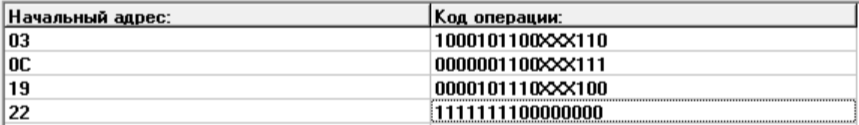 Начальный адрес: Код операции:
03 1000101100XXX110
0C 0000001100XXX111
19 0000101110XXX100
22 1111111100000000